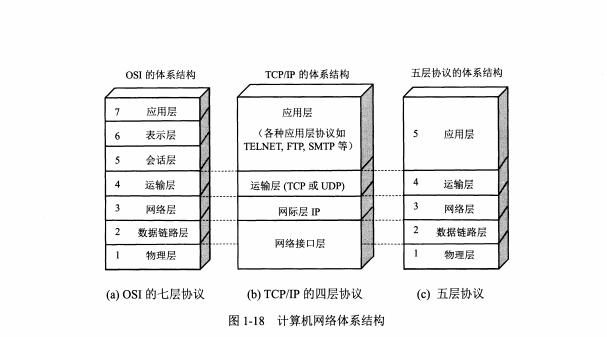 OSI 的体系结构
7 应用层
6 表示层
5 会话层
4 运输层
3 网络层
2 数据链路层
1 物理层
(a) OSI 的七层协议
TCP/IP 的体系结构
应用层
(各种应用层协议如
TELNET, FTP, SMTP 等)
运输层 (TCP 或 UDP)
网际层 IP
网络接口层
(b) TCP/IP 的四层协议
五层协议的体系结构
5 应用层
4 运输层
3 网络层
2 数据链路层
1 物理层
(c) 五层协议
图 1-18 计算机网络体系结构